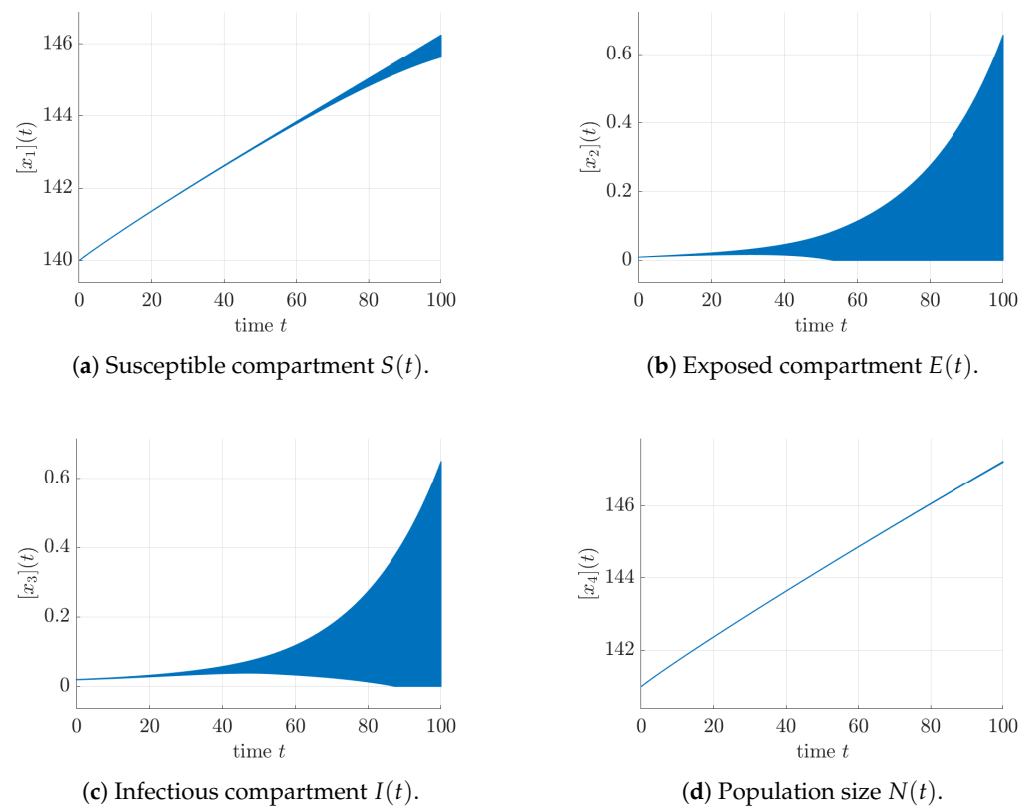 146
144
142
140
[x₁](t)
0 20 40 60 80 100
time t
(a) Susceptible compartment S(t).
0.6
0.4
0.2
0
[x₂](t)
0 20 40 60 80 100
time t
(b) Exposed compartment E(t).
0.6
0.4
0.2
0
[x₃](t)
0 20 40 60 80 100
time t
(c) Infectious compartment I(t).
146
144
142
[x₄](t)
0 20 40 60 80 100
time t
(d) Population size N(t).